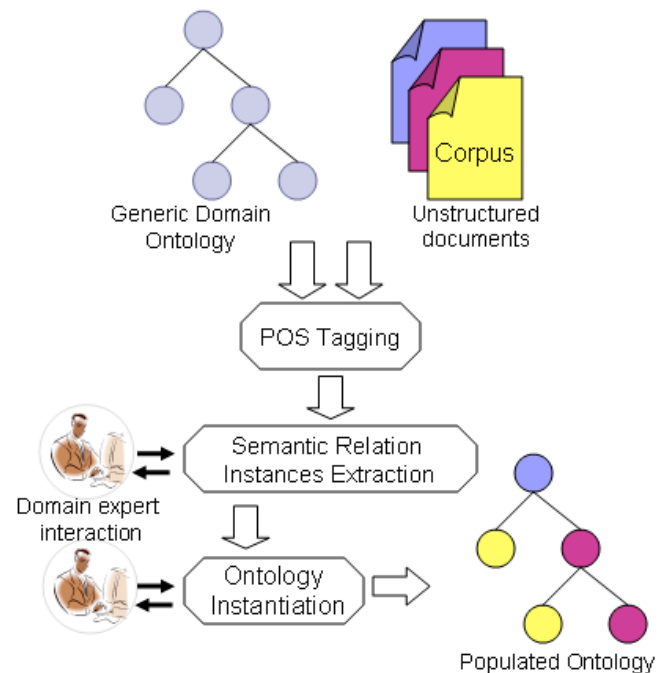 Corpus
Generic Domain
Ontology
Unstructured
documents
POS Tagging
Semantic Relation
Instances Extraction
Domain expert
interaction
Ontology
Instantiation
Populated Ontology